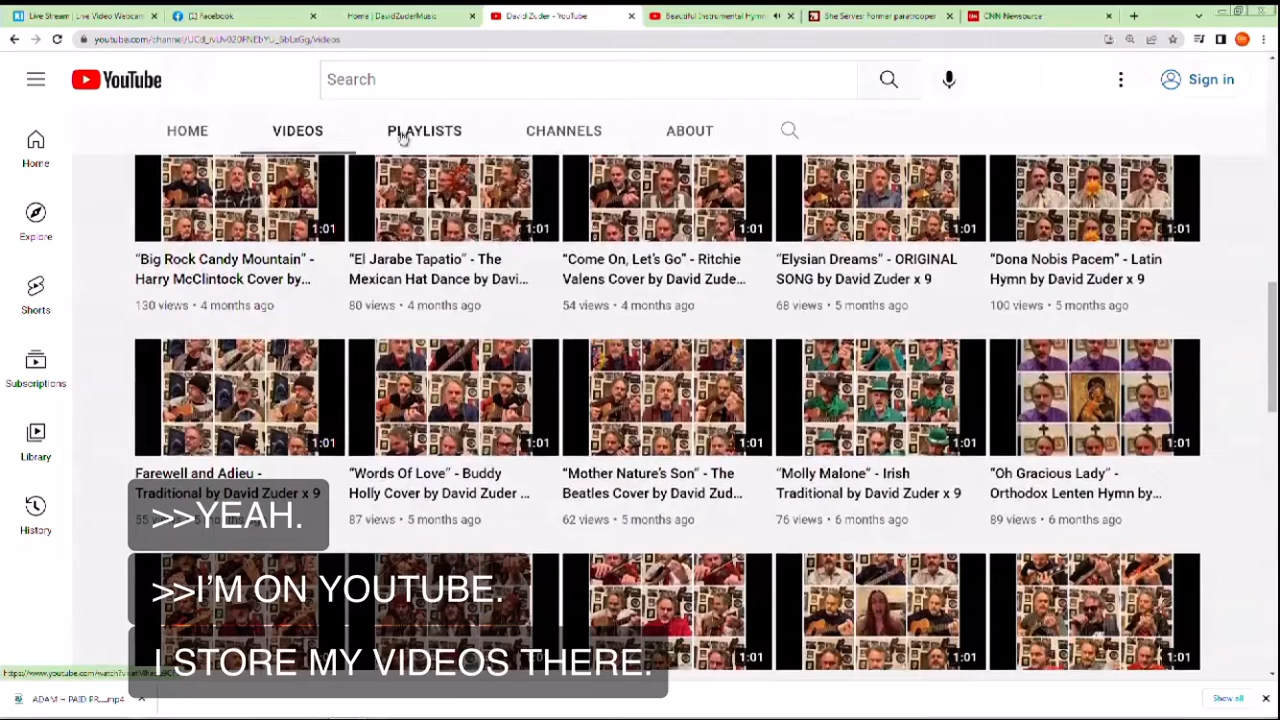 Live Stream | Live Video Webcam
Facebook
Home | DavidZuderMusic
David Zuder - YouTube
Beautiful Instrumental Hymn
She Serves: Former paratrooper
CNN Newsource
YouTube
Search
Sign in
HOME
VIDEOS
PLAYLISTS
CHANNELS
ABOUT
Home
Explore
Shorts
Subscriptions
Library
History
1:01
1:01
1:01
1:01
1:01
“Big Rock Candy Mountain” -
Harry McClintock Cover by...
130 views • 4 months ago
“El Jarabe Tapatio” - The
Mexican Hat Dance by Davi...
80 views • 4 months ago
“Come On, Let’s Go” - Ritchie
Valens Cover by David Zude...
54 views • 4 months ago
“Elysian Dreams” - ORIGINAL
SONG by David Zuder x 9
68 views • 5 months ago
“Dona Nobis Pacem” - Latin
Hymn by David Zuder x 9
100 views • 5 months ago
1:01
1:01
1:01
1:01
1:01
Farewell and Adieu -
Traditional by David Zuder x 9
55 views • 5 months ago
“Words Of Love” - Buddy
Holly Cover by David Zuder ...
87 views • 5 months ago
“Mother Nature’s Son” - The
Beatles Cover by David Zud...
62 views • 5 months ago
“Molly Malone” - Irish
Traditional by David Zuder x 9
76 views • 6 months ago
“Oh Gracious Lady” -
Orthodox Lenten Hymn by...
89 views • 6 months ago
1:01
1:01
1:01
>>YEAH.
>>I’M ON YOUTUBE.
I STORE MY VIDEOS THERE.
Show all